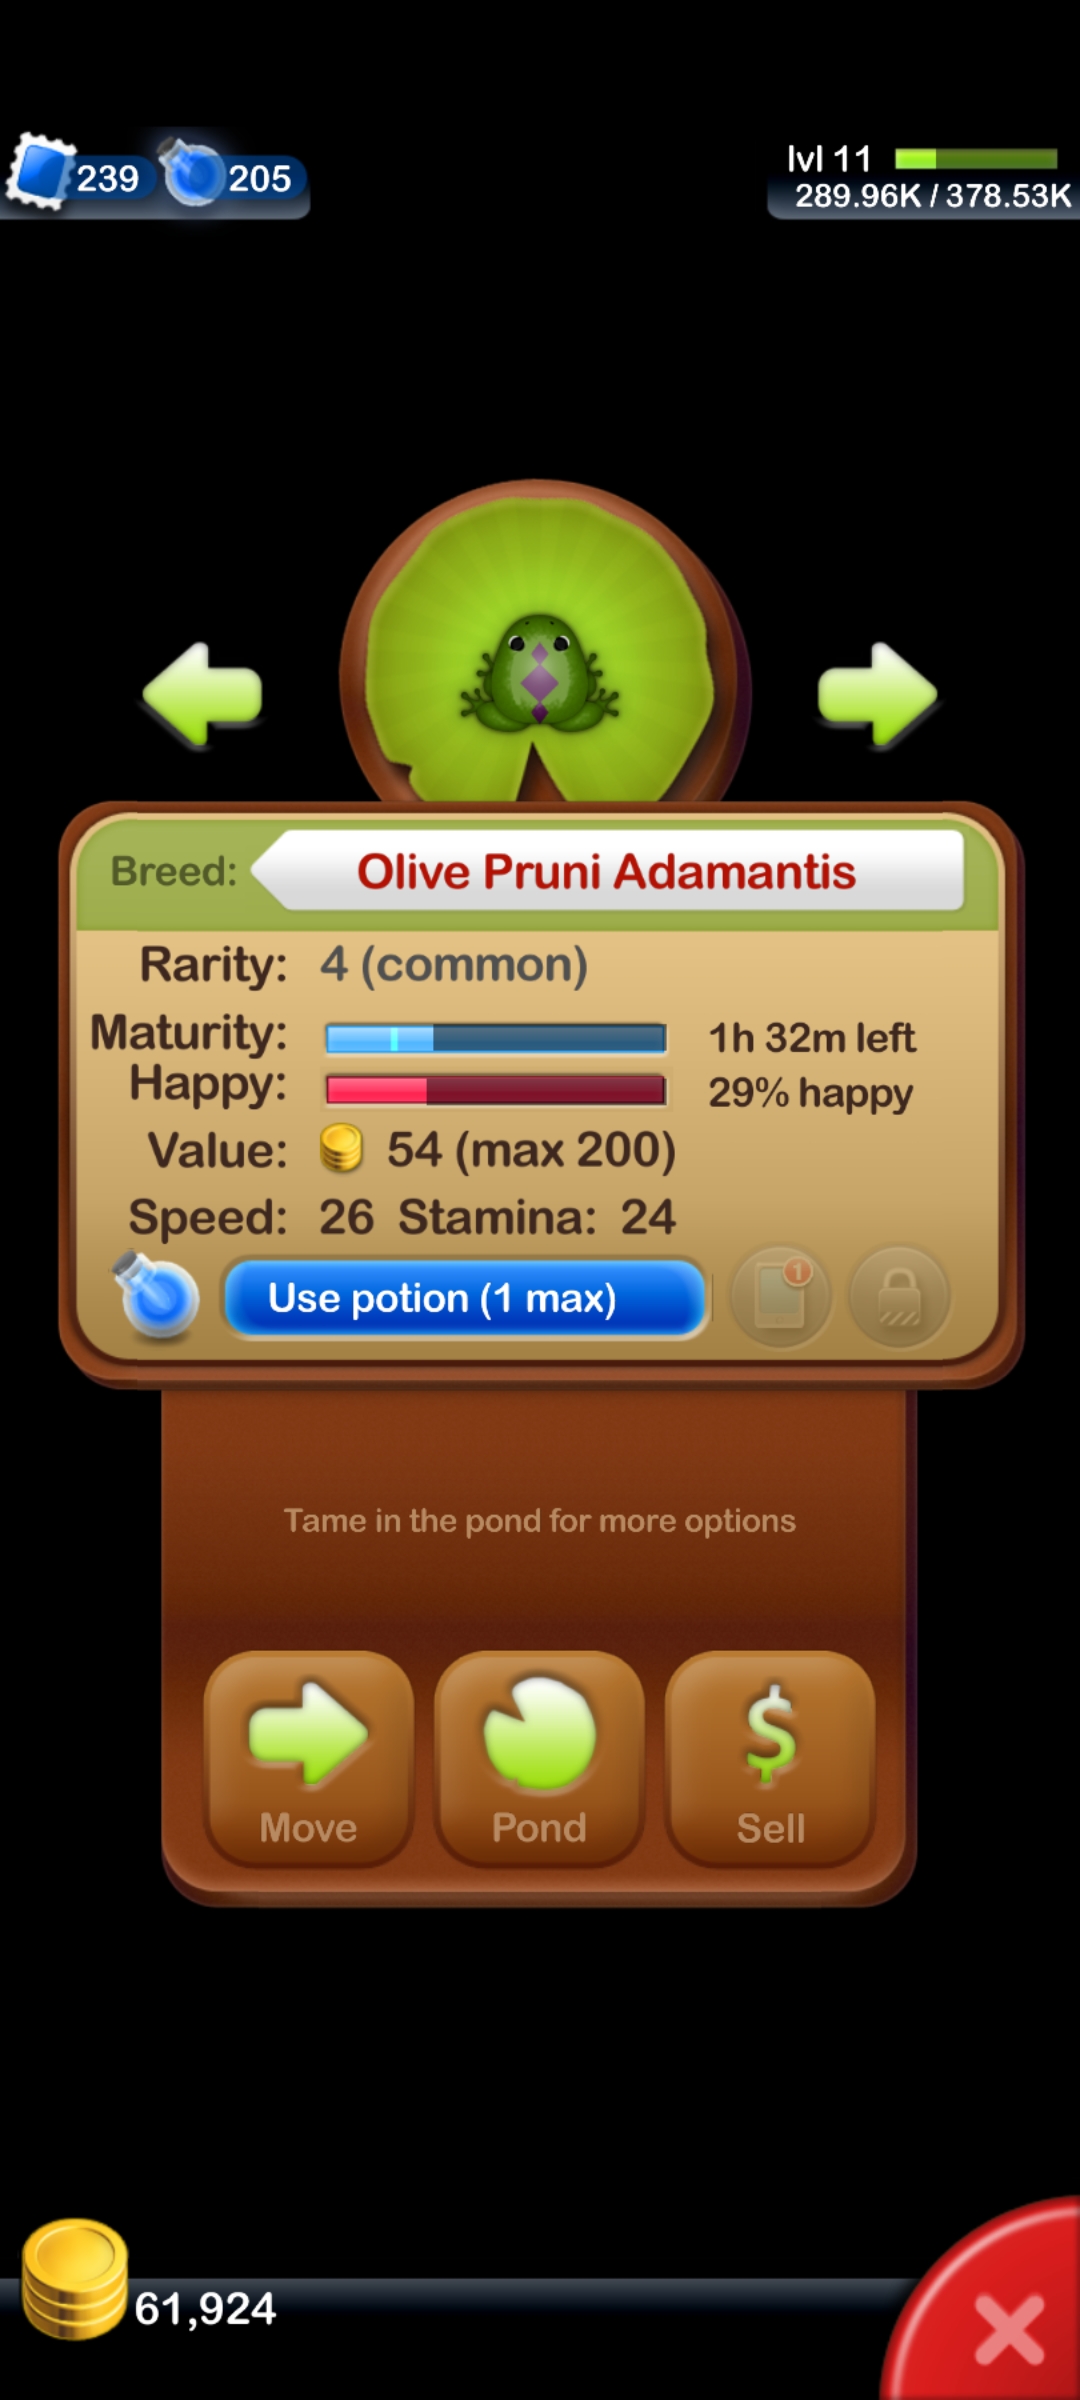 239 205
lvl 11
289.96K / 378.53K
Breed: Olive Pruni Adamantis
Rarity: 4 (common)
Maturity: 1h 32m left
Happy: 29% happy
Value: 54 (max 200)
Speed: 26 Stamina: 24
Use potion (1 max)
1
Tame in the pond for more options
$
Move Pond Sell
61,924